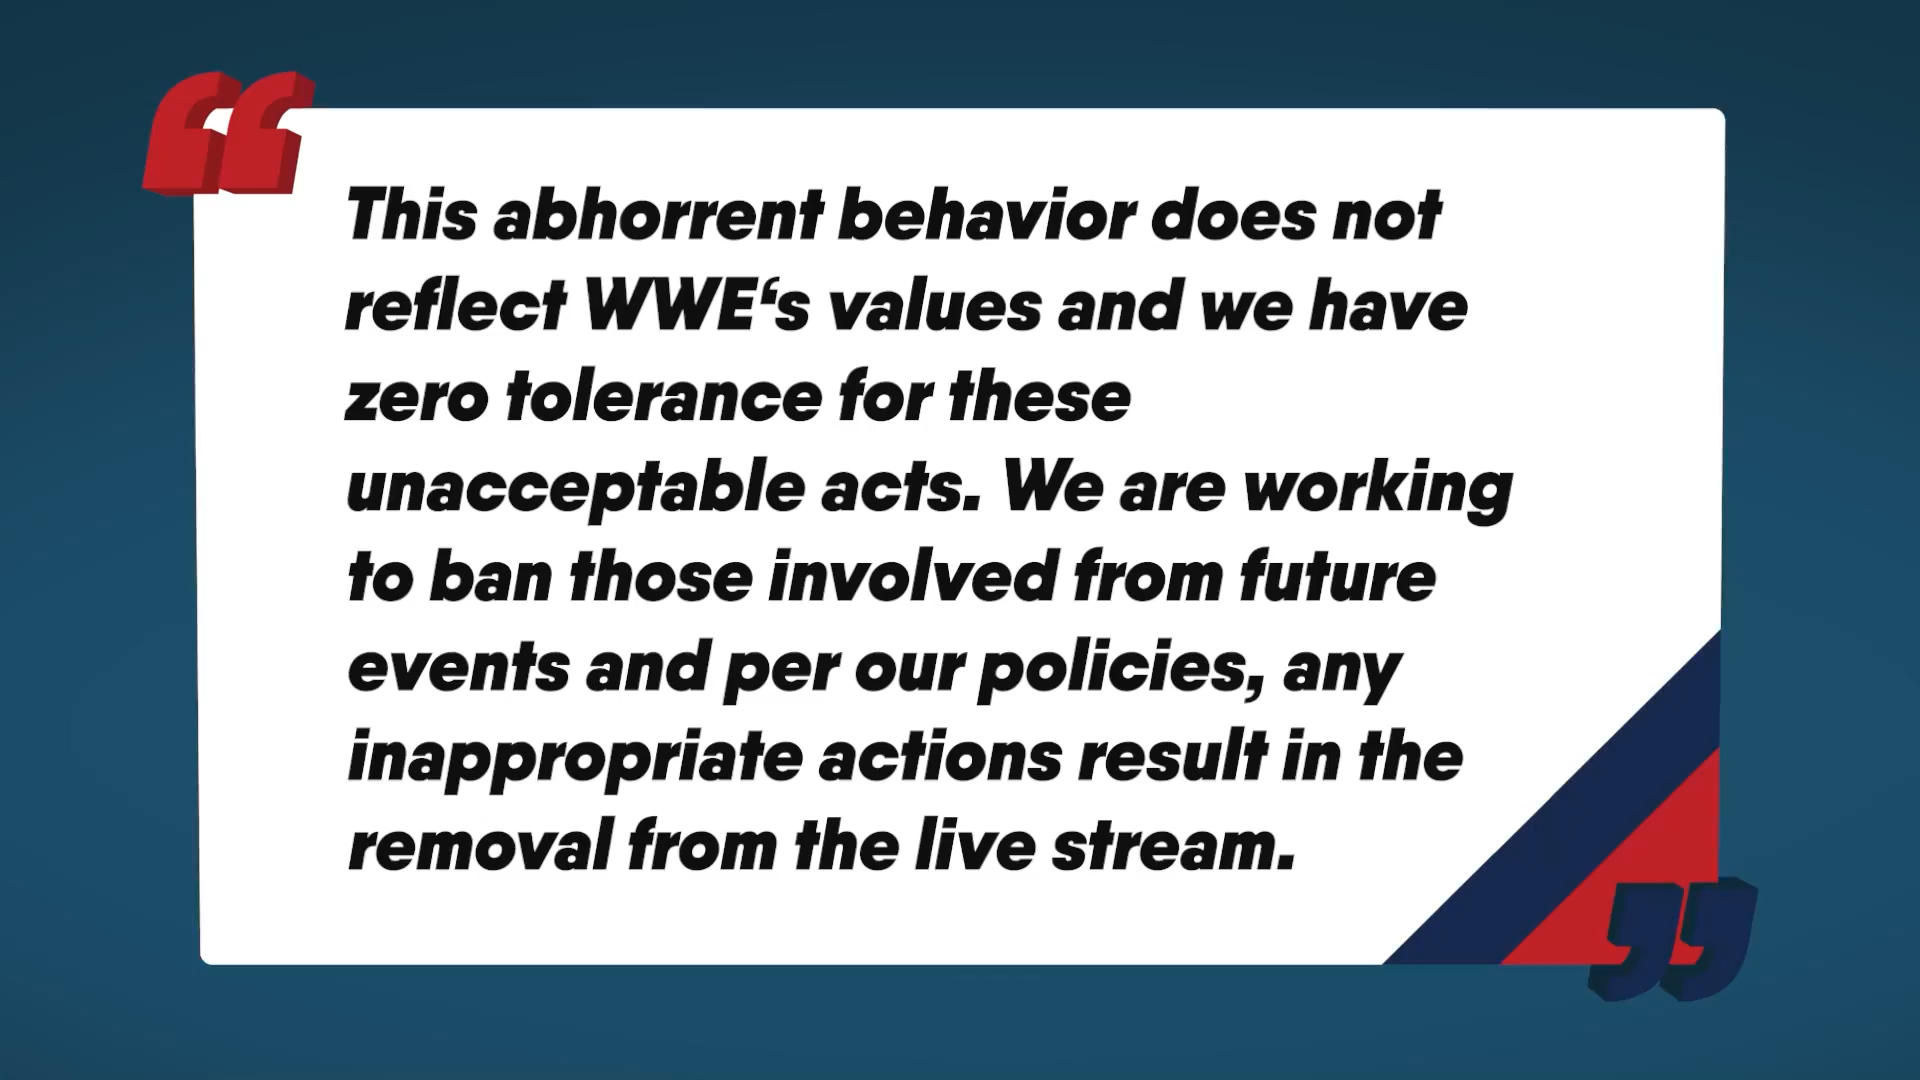 This abhorrent behavior does not
reflect WWE‘s values and we have
zero tolerance for these
unacceptable acts. We are working
to ban those involved from future
events and per our policies, any
inappropriate actions result in the
removal from the live stream.